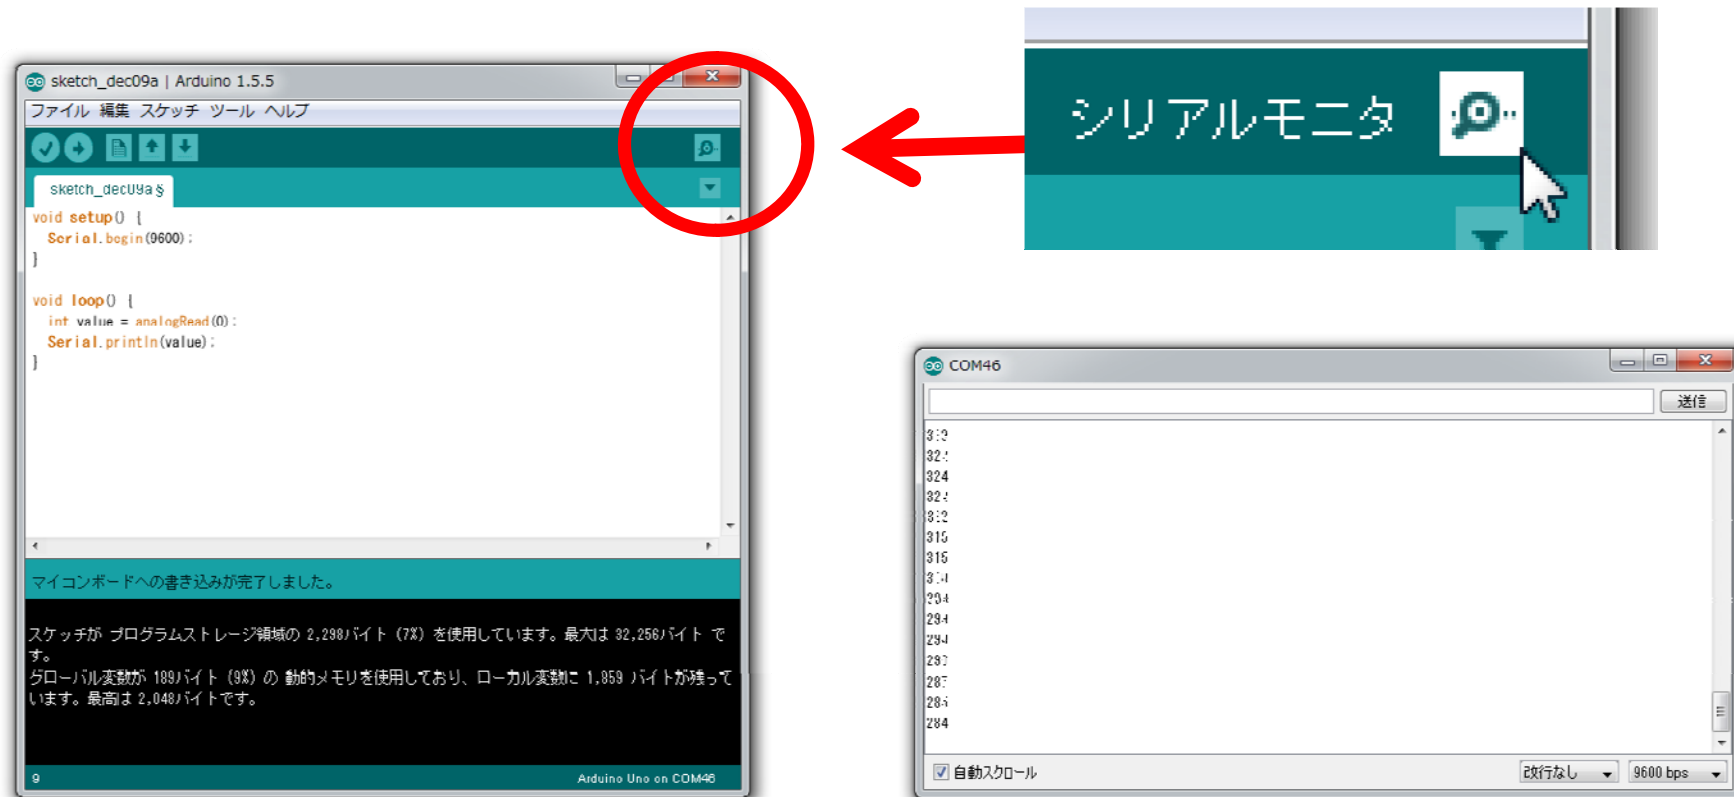 sketch_dec09a | Arduino 1.5.5
ファイル 編集 スケッチ ツール ヘルプ
sketch_dec09a §
void setup() {
Serial.begin(9600);
}
void loop() {
int value = analogRead(0);
Serial.println(value);
}
マイコンボードへの書き込みが完了しました。
スケッチが プログラムストレージ領域の 2,298バイト (7%) を使用しています。最大は 32,256バイト で
す。
グローバル変数が 189バイト (9%) の 動的メモリを使用しており、ローカル変数に 1,859 バイトが残って
います。最高は 2,048バイトです。
9
Arduino Uno on COM46
シリアルモニタ
COM46
送信
324
315
315
294
294
287
284
自動スクロール
改行なし
9600 bps